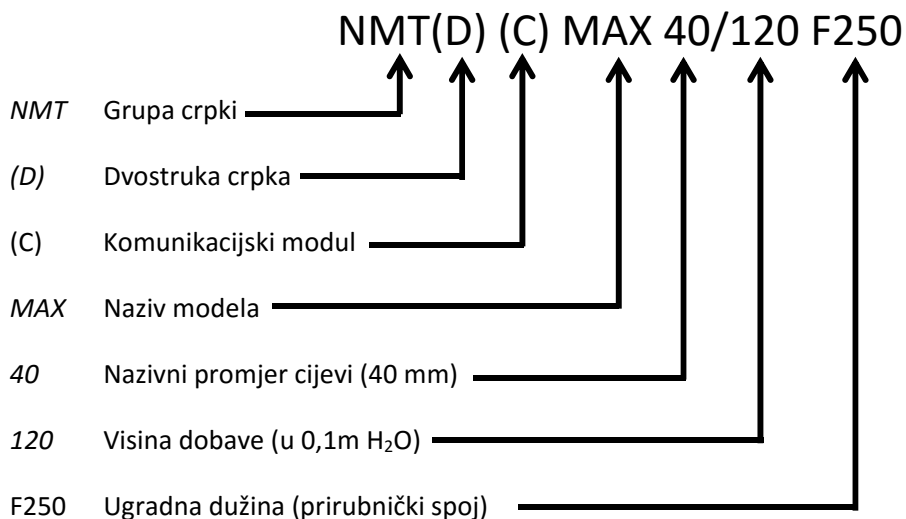 NMT(D) (C) MAX 40/120 F250
NMT Grupa crpki
(D) Dvostruka crpka
(C) Komunikacijski modul
MAX Naziv modela
40 Nazivni promjer cijevi (40 mm)
120 Visina dobave (u 0,1m H₂O)
F250 Ugradna dužina (prirubnički spoj)